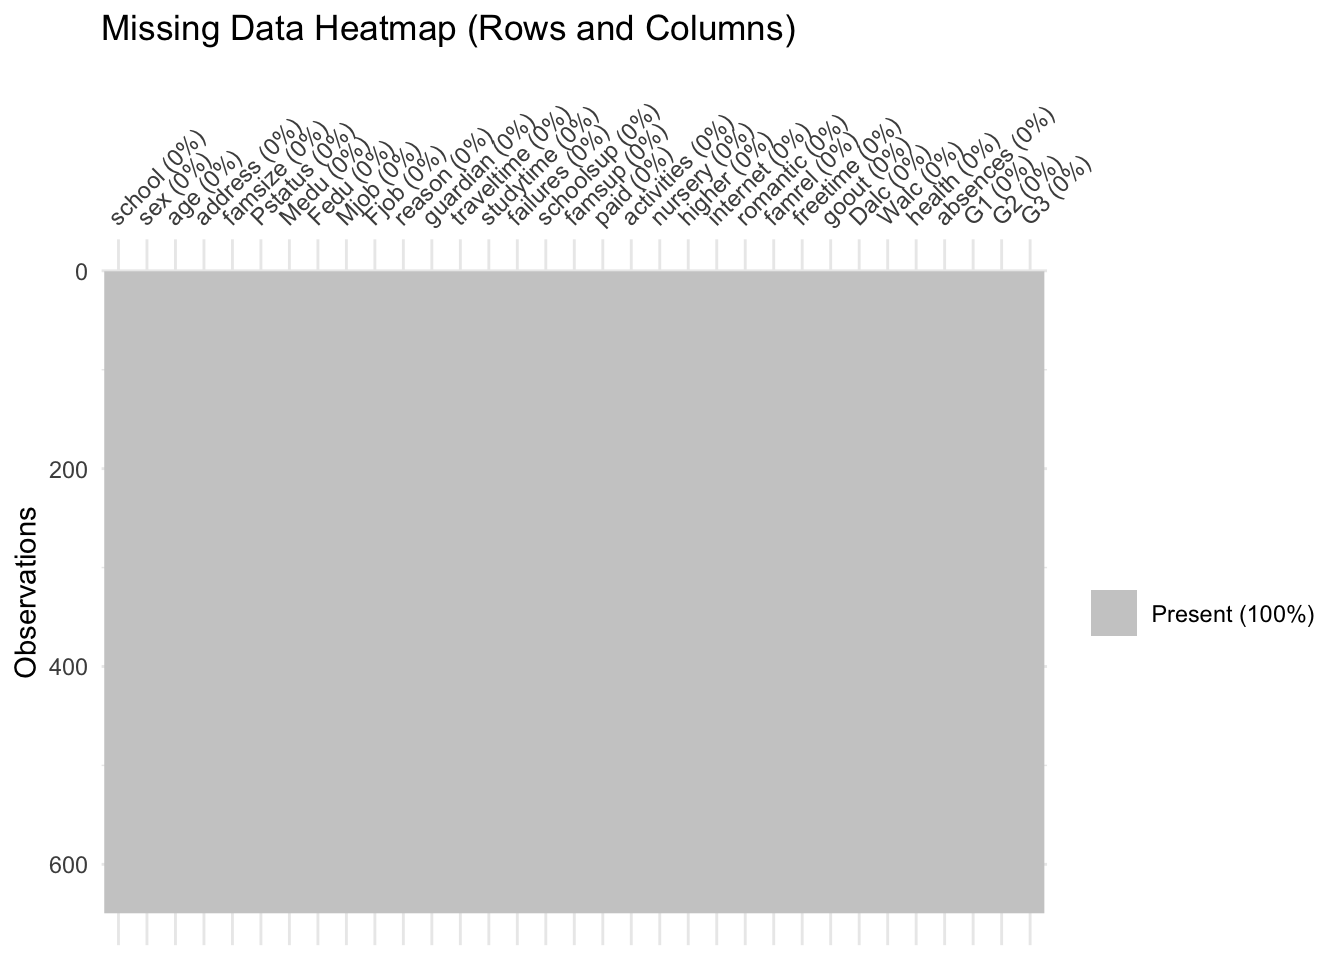 Missing Data Heatmap (Rows and Columns)
school (0%)
sex (0%)
age (0%)
address (0%)
famsize (0%)
Pstatus (0%)
Medu (0%)
Fedu (0%)
Mjob (0%)
Fjob (0%)
reason (0%)
guardian (0%)
traveltime (0%)
studytime (0%)
failures (0%)
schoolsup (0%)
famsup (0%)
paid (0%)
activities (0%)
nursery (0%)
higher (0%)
internet (0%)
romantic (0%)
famrel (0%)
freetime (0%)
goout (0%)
Dalc (0%)
Walc (0%)
health (0%)
absences (0%)
G1 (0%)
G2 (0%)
G3 (0%)
0
200
400
600
Observations
Present (100%)